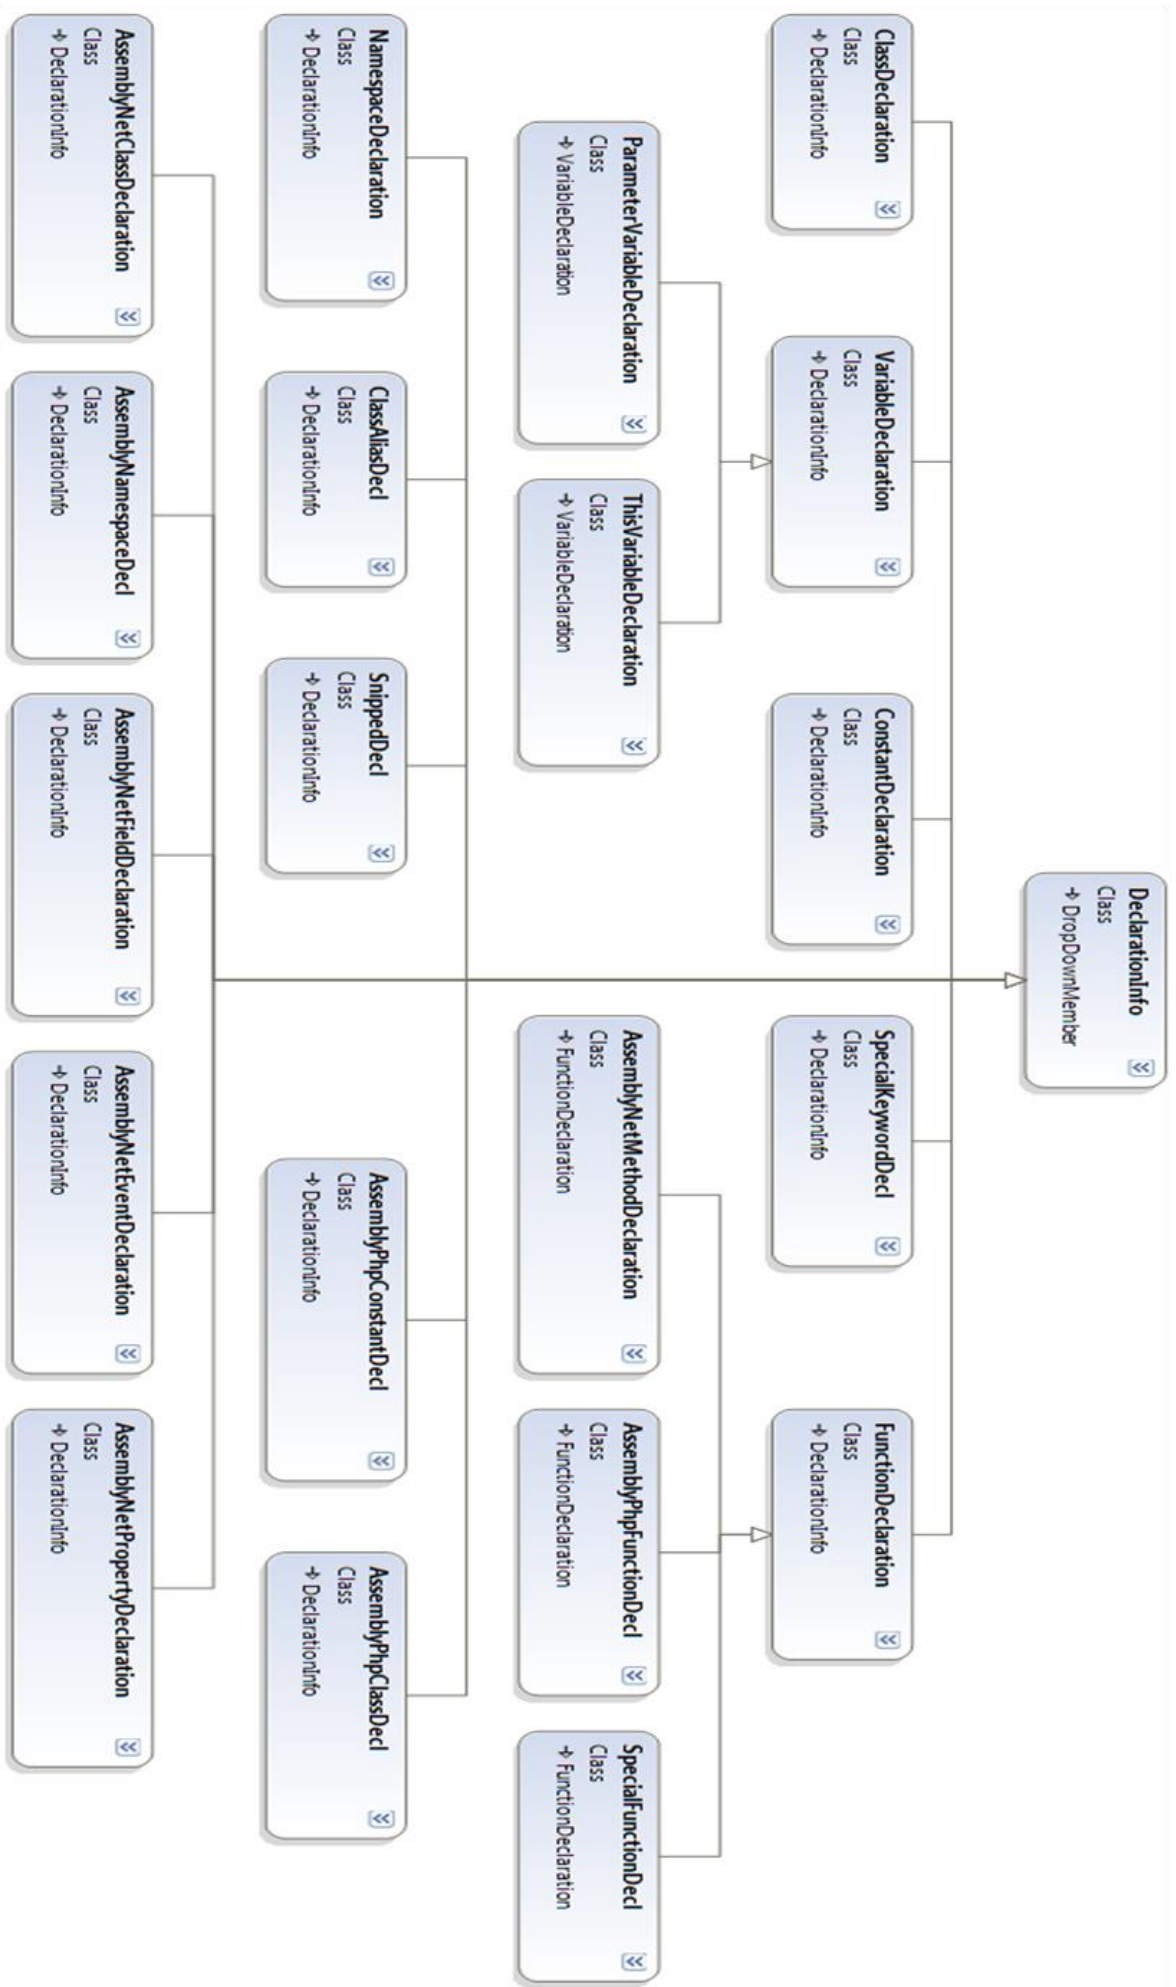 DeclarationInfo
Class
DropDownMember
ClassDeclaration
Class
DeclarationInfo
VariableDeclaration
Class
DeclarationInfo
ConstantDeclaration
Class
DeclarationInfo
SpecialKeywordDecl
Class
DeclarationInfo
FunctionDeclaration
Class
DeclarationInfo
ParameterVariableDeclaration
Class
VariableDeclaration
ThisVariableDeclaration
Class
VariableDeclaration
AssemblyNetMethodDeclaration
Class
FunctionDeclaration
AssemblyPhpFunctionDecl
Class
FunctionDeclaration
SpecialFunctionDecl
Class
FunctionDeclaration
NamespaceDeclaration
Class
DeclarationInfo
ClassAliasDecl
Class
DeclarationInfo
SnippedDecl
Class
DeclarationInfo
AssemblyPhpConstantDecl
Class
DeclarationInfo
AssemblyPhpClassDecl
Class
DeclarationInfo
AssemblyNetClassDeclaration
Class
DeclarationInfo
AssemblyNamespaceDecl
Class
DeclarationInfo
AssemblyNetFieldDeclaration
Class
DeclarationInfo
AssemblyNetEventDeclaration
Class
DeclarationInfo
AssemblyNetPropertyDeclaration
Class
DeclarationInfo